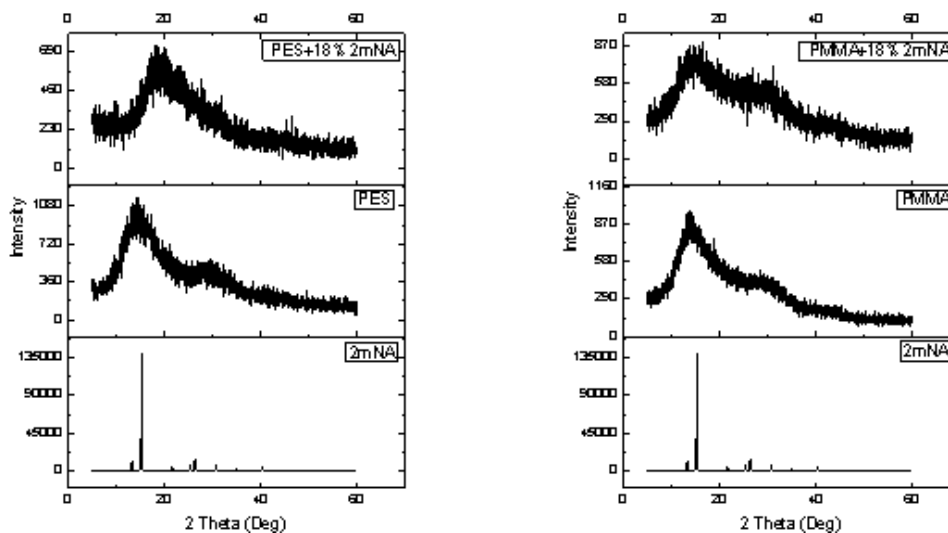 0 20 40 60
PES+18% 2mNA
690
460
230
0
PES
1080
720
360
0
2mNA
135000
90000
45000
0
0 20 40 60
2 Theta (Deg)
Intensity
0 20 40 60
PMMA+18% 2mNA
870
580
290
0
PMMA
1160
870
580
290
0
2mNA
135000
90000
45000
0
0 20 40 60
2 Theta (Deg)
Intensity